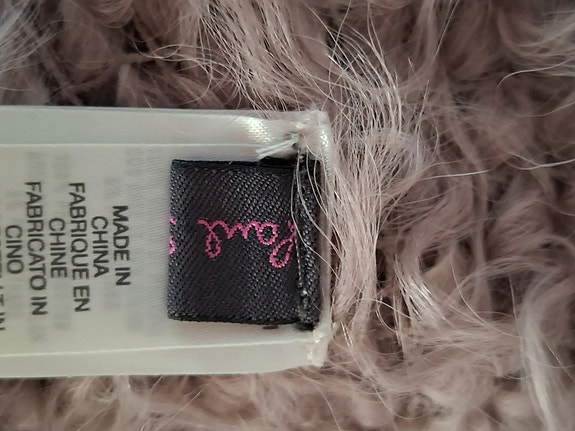 MADE IN
CHINA
FABRIQUE EN
CHINE
FABRICATO IN
CINO